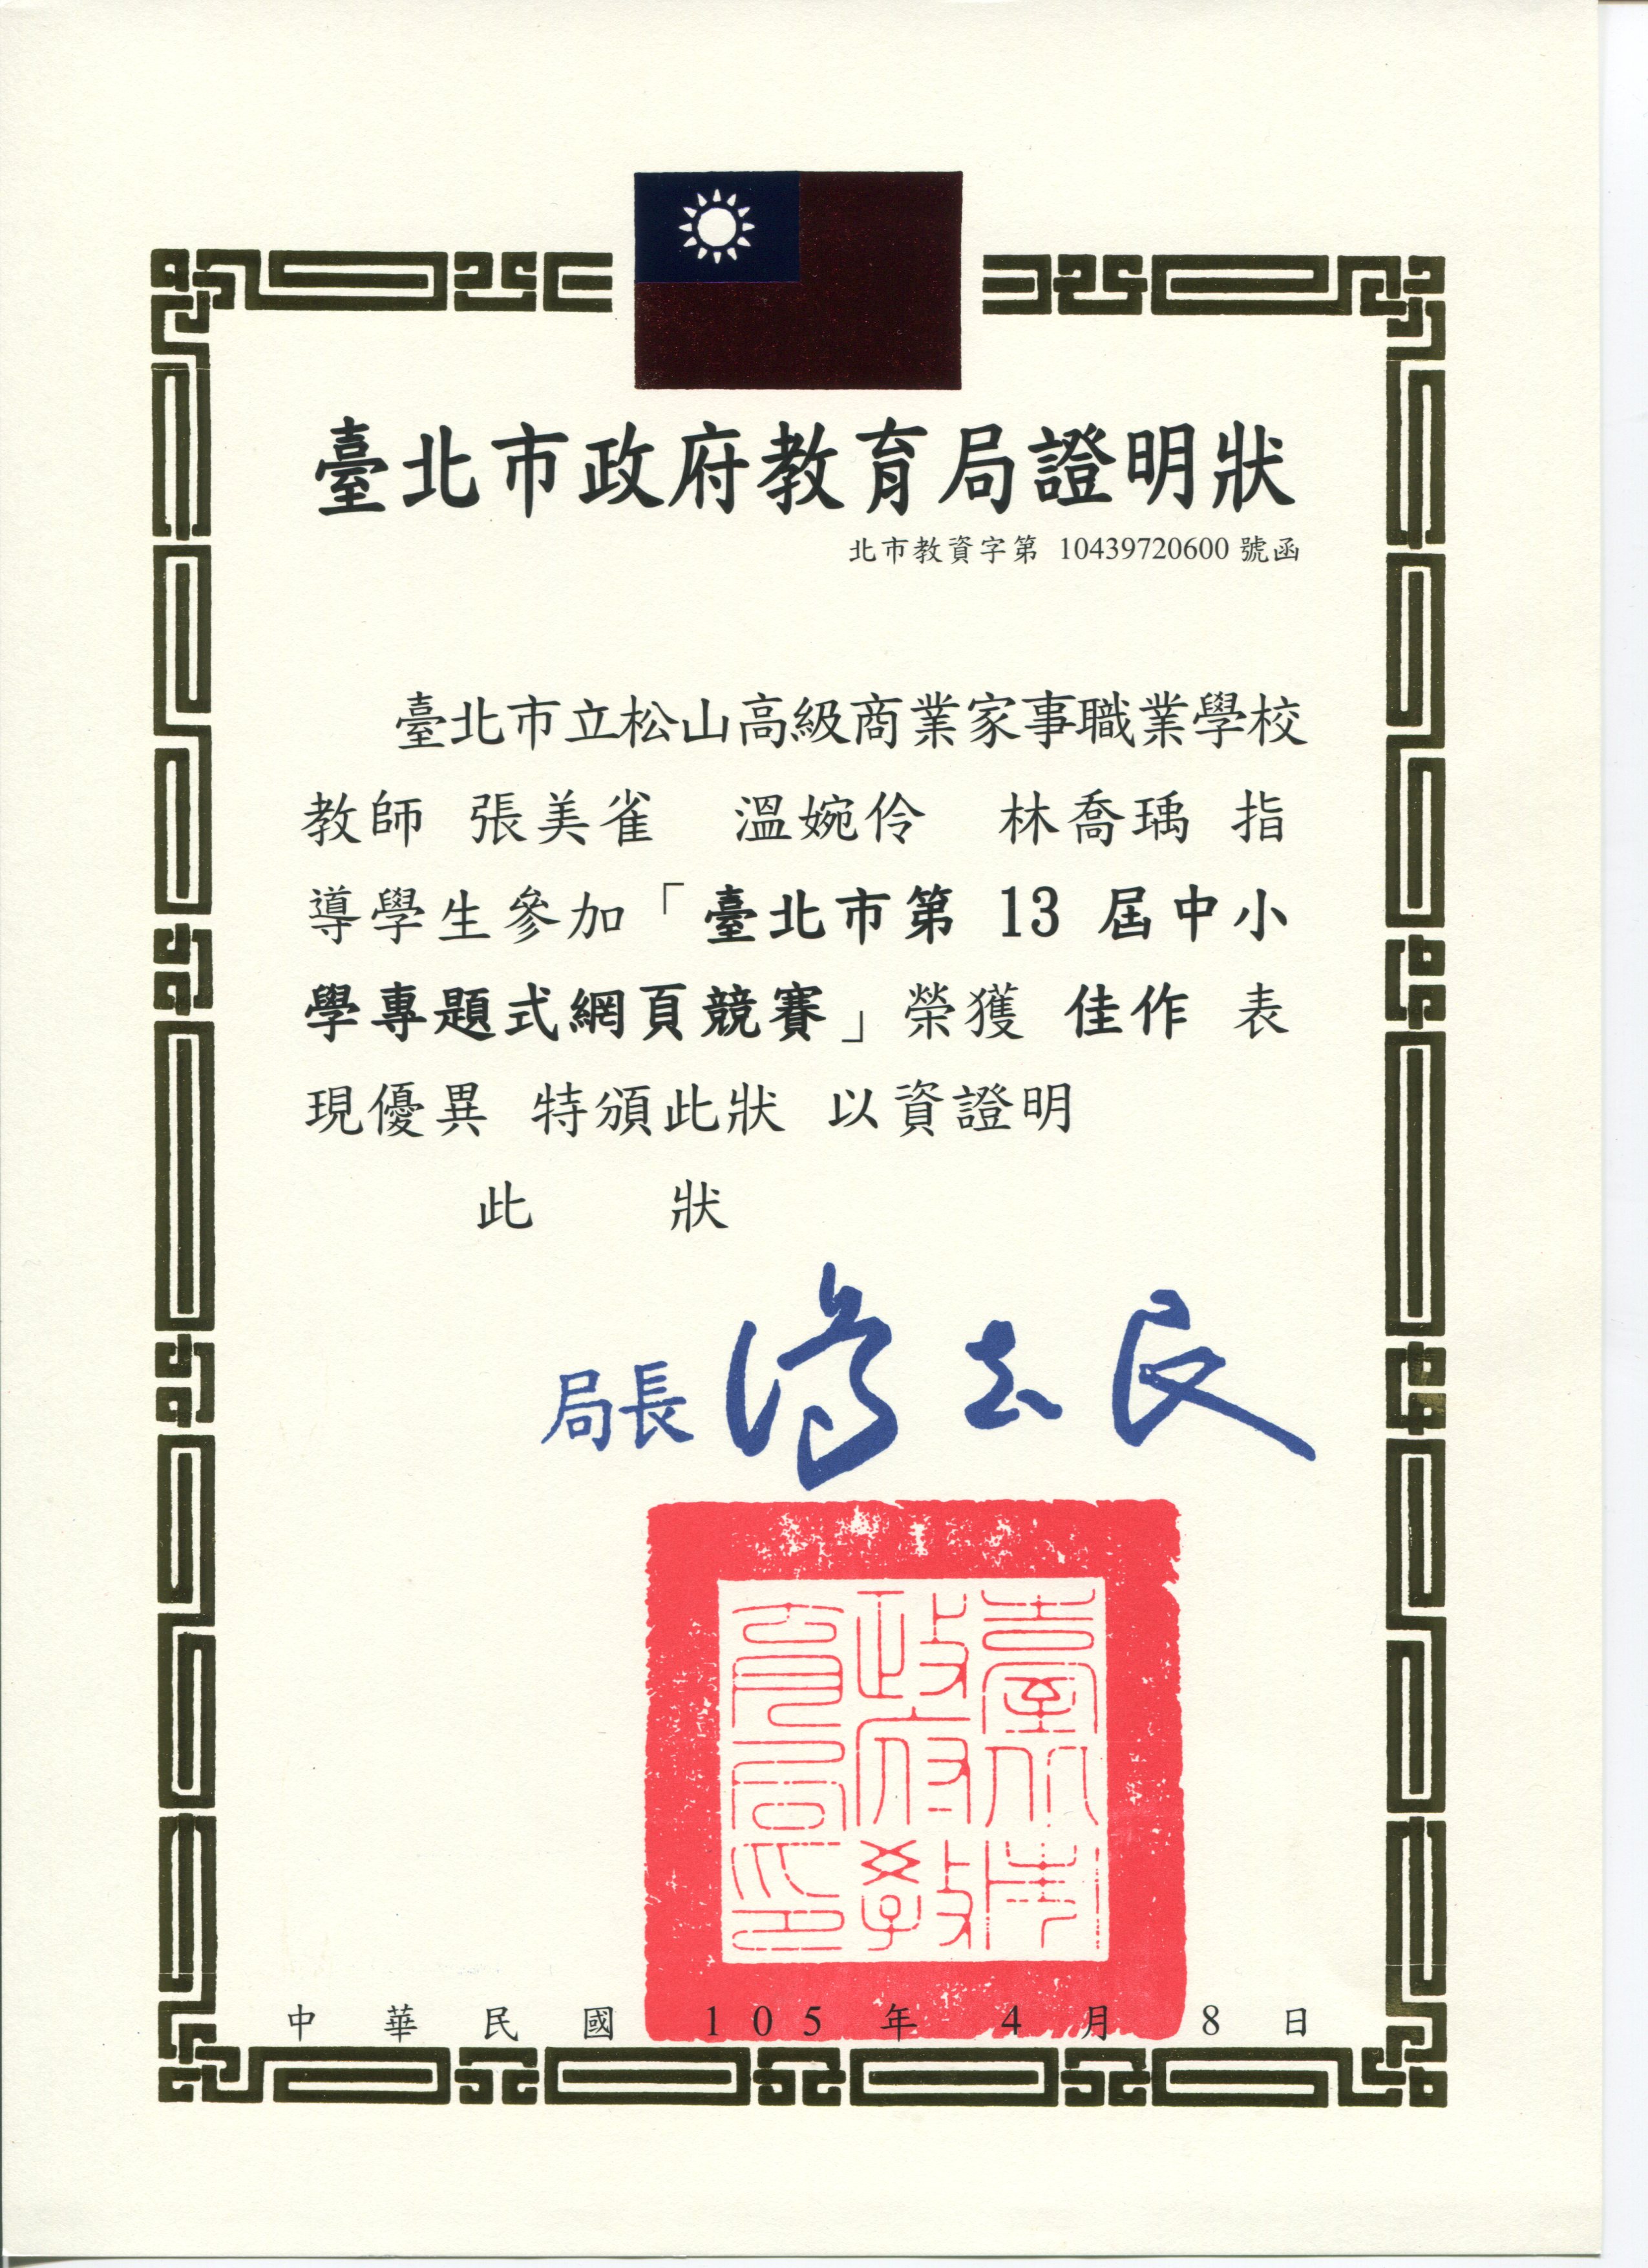 臺北市政府教育局證明狀
北市教資字第 10439720600 號函
臺北市立松山高級商業家事職業學校
教師 張美雀 溫婉伶 林喬瑀 指
導學生參加「臺北市第 13 屆中小
學專題式網頁競賽」榮獲 佳作 表
現優異 特頒此狀 以資證明
此 狀
局長 湯志民
臺北市政府教育局印
中華民國 105 年 4 月 8 日